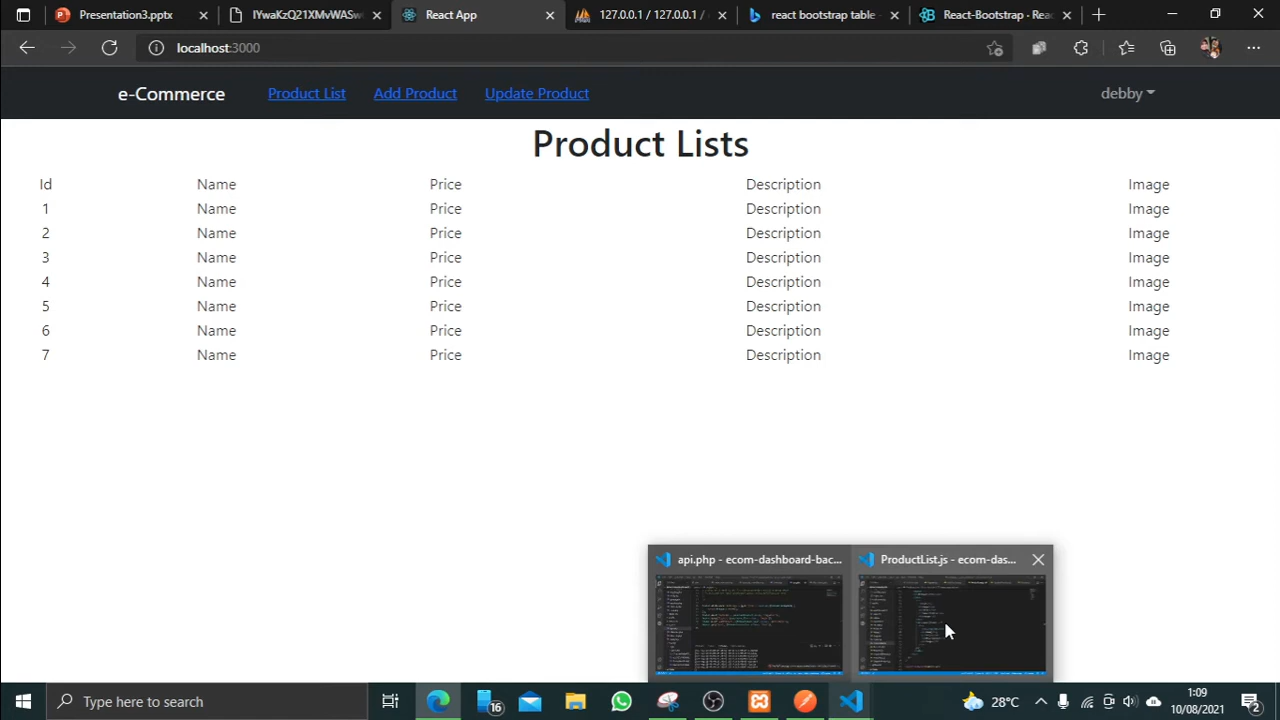 Presentation3.pptx
React App
127.0.0.1 / 127.0.0.1 /
react bootstrap table -
React-Bootstrap - Rea
localhost:3000
e-Commerce
Product List
Add Product
Update Product
debby
Product Lists
Id Name Price Description Image
1 Name Price Description Image
2 Name Price Description Image
3 Name Price Description Image
4 Name Price Description Image
5 Name Price Description Image
6 Name Price Description Image
7 Name Price Description Image
api.php - ecom-dashboard-bac...
ProductList.js - ecom-das...
Type here to search
16
28°C
1:09
10/08/2021
2